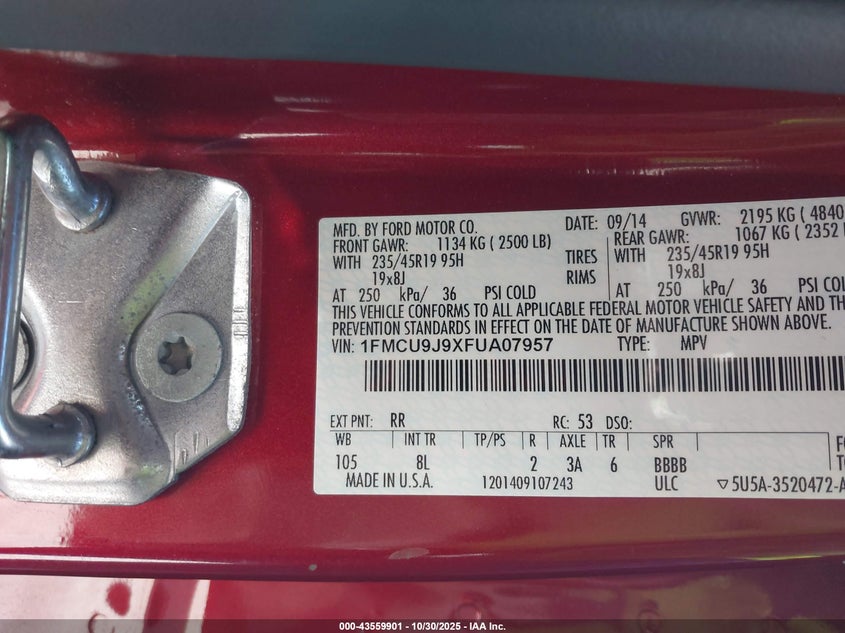 MFD. BY FORD MOTOR CO. DATE: 09/14 GVWR: 2195 KG ( 4840
FRONT GAWR: 1134 KG ( 2500 LB) REAR GAWR: 1067 KG ( 2352
WITH 235/45R19 95H TIRES WITH 235/45R19 95H
19x8J RIMS 19x8J
AT 250 kPa/ 36 PSI COLD AT 250 kPa/ 36 PSI COLD
THIS VEHICLE CONFORMS TO ALL APPLICABLE FEDERAL MOTOR VEHICLE SAFETY AND
PREVENTION STANDARDS IN EFFECT ON THE DATE OF MANUFACTURE SHOWN ABOVE.
VIN: 1FMCU9J9XFUA07957 TYPE: MPV
EXT PNT: RR RC: 53 DSO:
WB INT TR TP/PS R AXLE TR SPR
105 8L 2 3A 6 BBBB
MADE IN U.S.A. 1201409107243 ULC ▽5U5A-3520472-A
000-43559901 - 10/30/2025 - IAA Inc.